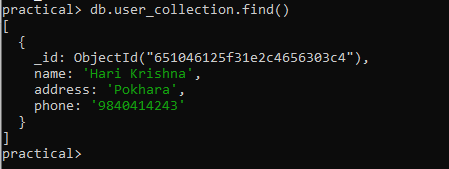 practical> db.user_collection.find()
[
  {
    _id: ObjectId("651046125f31e2c4656303c4"),
    name: 'Hari Krishna',
    address: 'Pokhara',
    phone: '9840414243'
  }
]
practical>